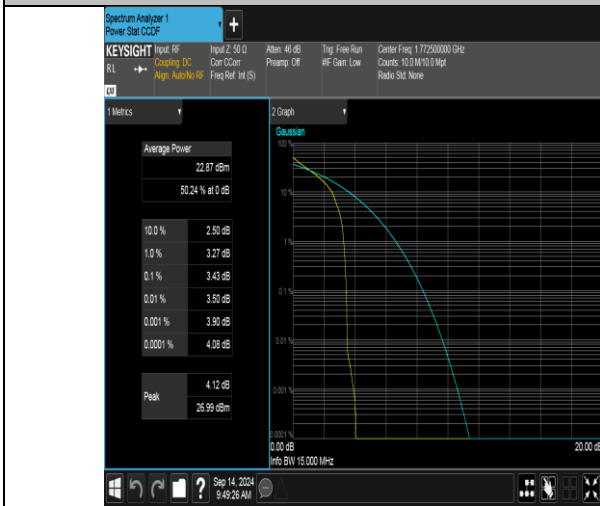 Spectrum Analyzer 1
Power Stat CCDF
KEYSIGHT Input: RF Input Z: 50 Ω Atten: 46 dB Trig: Free Run Center Freq: 1.772500000 GHz
RL Coupling: DC Corr CCorr Preamp: Off #IF Gain: Low Counts: 10.0 M/10.0 Mpt
Align: Auto/No RF Freq Ref: Int (S) Radio Std: None
LXI
1 Metrics
2 Graph
Average Power
22.87 dBm
50.24 % at 0 dB
10.0 % 2.50 dB
1.0 % 3.27 dB
0.1 % 3.43 dB
0.01 % 3.50 dB
0.001 % 3.90 dB
0.0001 % 4.08 dB
Peak 4.12 dB
26.99 dBm
Gaussian
100 %
10 %
1 %
0.1 %
0.01 %
0.001 %
0.0001 %
0.00 dB 20.00 dB
Info BW 15.000 MHz
Sep 14, 2024
9:49:26 AM